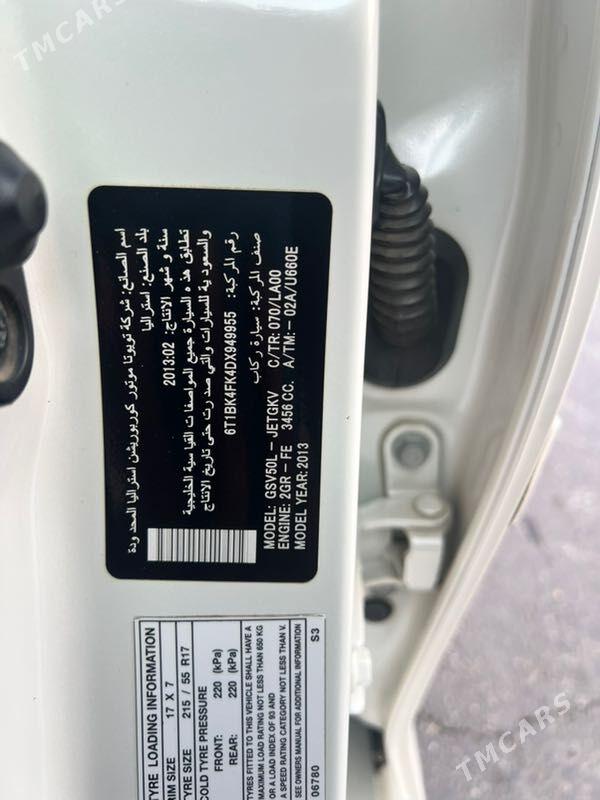 TMCARS
اسم الصانع: شركة تويوتا موتور كوربوريشن استراليا المحدودة
بلد الصنع: استراليا
سنة و شهر الانتاج: 2013:02
تطابق هذه السيارة جميع المواصفات القياسية الخليجية
والسعودية للسيارات والتي صدرت حتى تاريخ الانتاج
رقم المركبة: 6T1BK4FK4DX949955
صنف المركبة: سيارة ركاب
MODEL: GSV50L - JETGKV C/TR: 070/LA00
ENGINE: 2GR - FE 3456 CC. A/TM: - 02A/U660E
MODEL YEAR: 2013
TYRE LOADING INFORMATION
RIM SIZE 17 X 7
TYRE SIZE 215 / 55 R17
COLD TYRE PRESSURE
FRONT: 220 (kPa)
REAR: 220 (kPa)
TYRES FITTED TO THIS VEHICLE SHALL HAVE A
MAXIMUM LOAD RATING NOT LESS THAN 650 KG
OR A LOAD INDEX OF 93 AND
A SPEED RATING CATEGORY NOT LESS THAN V.
SEE OWNERS MANUAL FOR ADDITIONAL INFORMATION
06780 S3
TMCARS